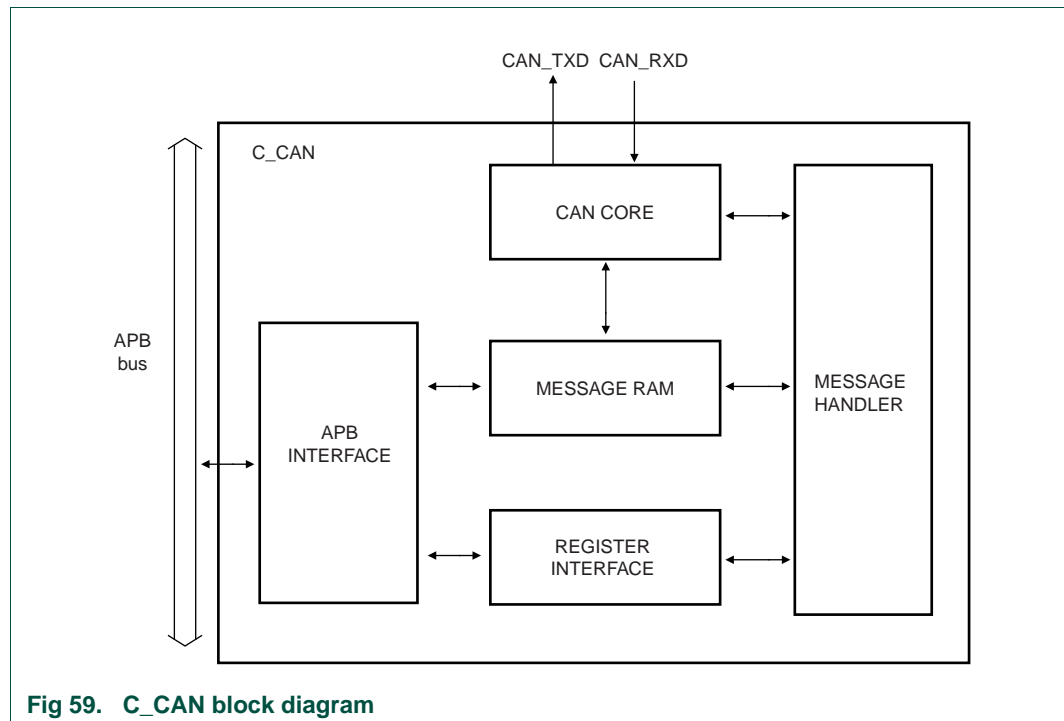 CAN_TXD CAN_RXD
C_CAN
CAN CORE
APB
bus
MESSAGE RAM
MESSAGE
HANDLER
APB
INTERFACE
REGISTER
INTERFACE
Fig 59. C_CAN block diagram